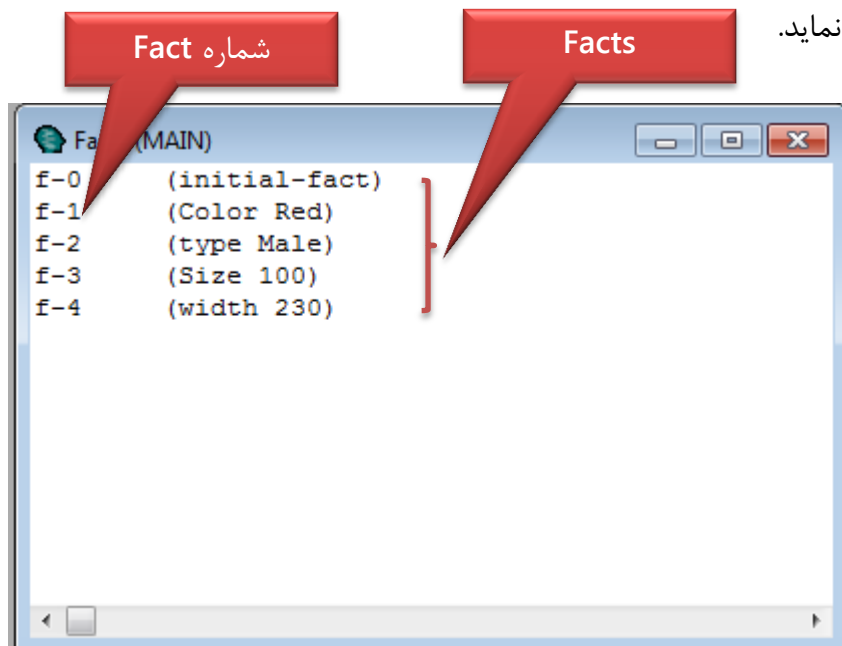 نماید.
شماره Fact
Facts
Fa (MAIN)
f-0 (initial-fact)
f-1 (Color Red)
f-2 (type Male)
f-3 (Size 100)
f-4 (width 230)